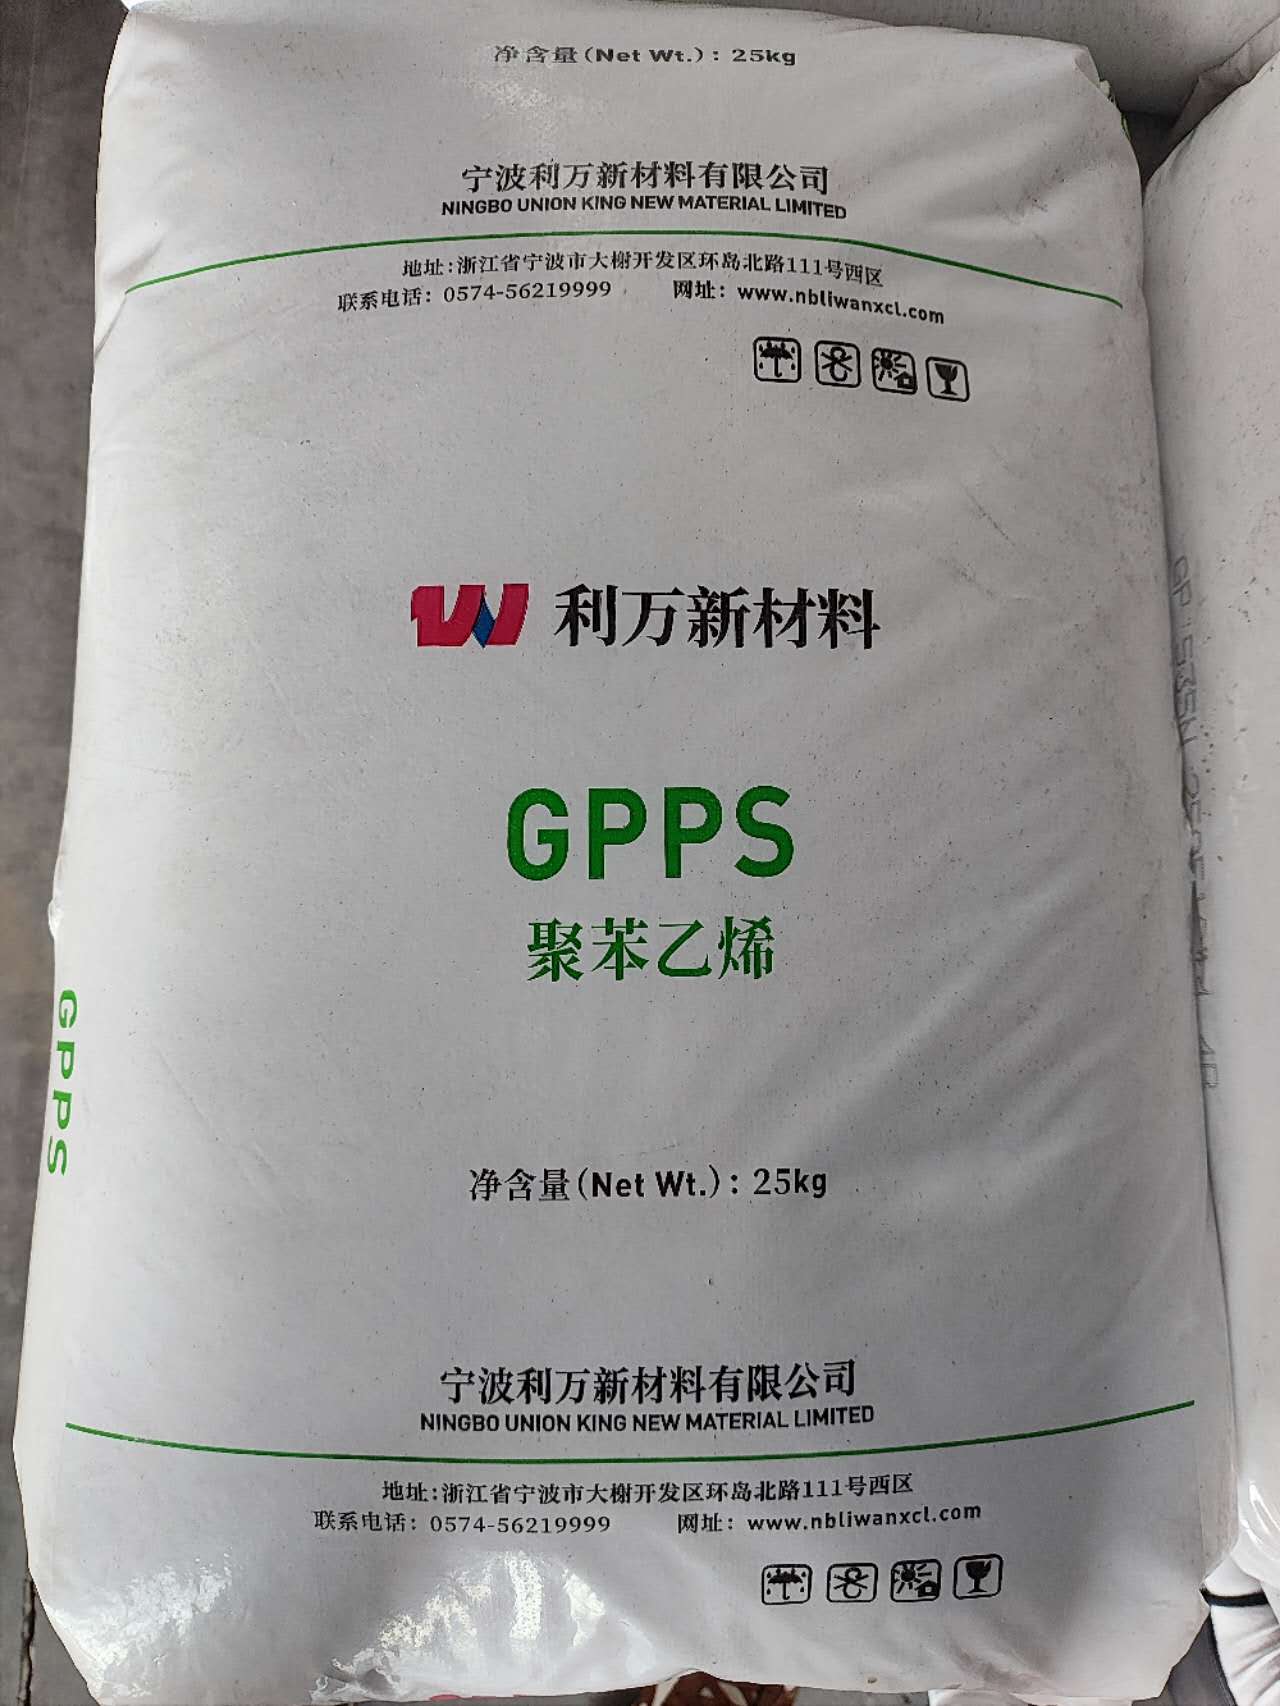 净含量(Net Wt.)：25kg
宁波利万新材料有限公司
NINGBO UNION KING NEW MATERIAL LIMITED
地址:浙江省宁波市大榭开发区环岛北路111号西区
联系电话：0574-56219999 网址：www.nbliwanxcl.com
利万新材料
GPPS
聚苯乙烯
GPPS
净含量(Net Wt.)：25kg
宁波利万新材料有限公司
NINGBO UNION KING NEW MATERIAL LIMITED
地址:浙江省宁波市大榭开发区环岛北路111号西区
联系电话：0574-56219999 网址：www.nbliwanxcl.com